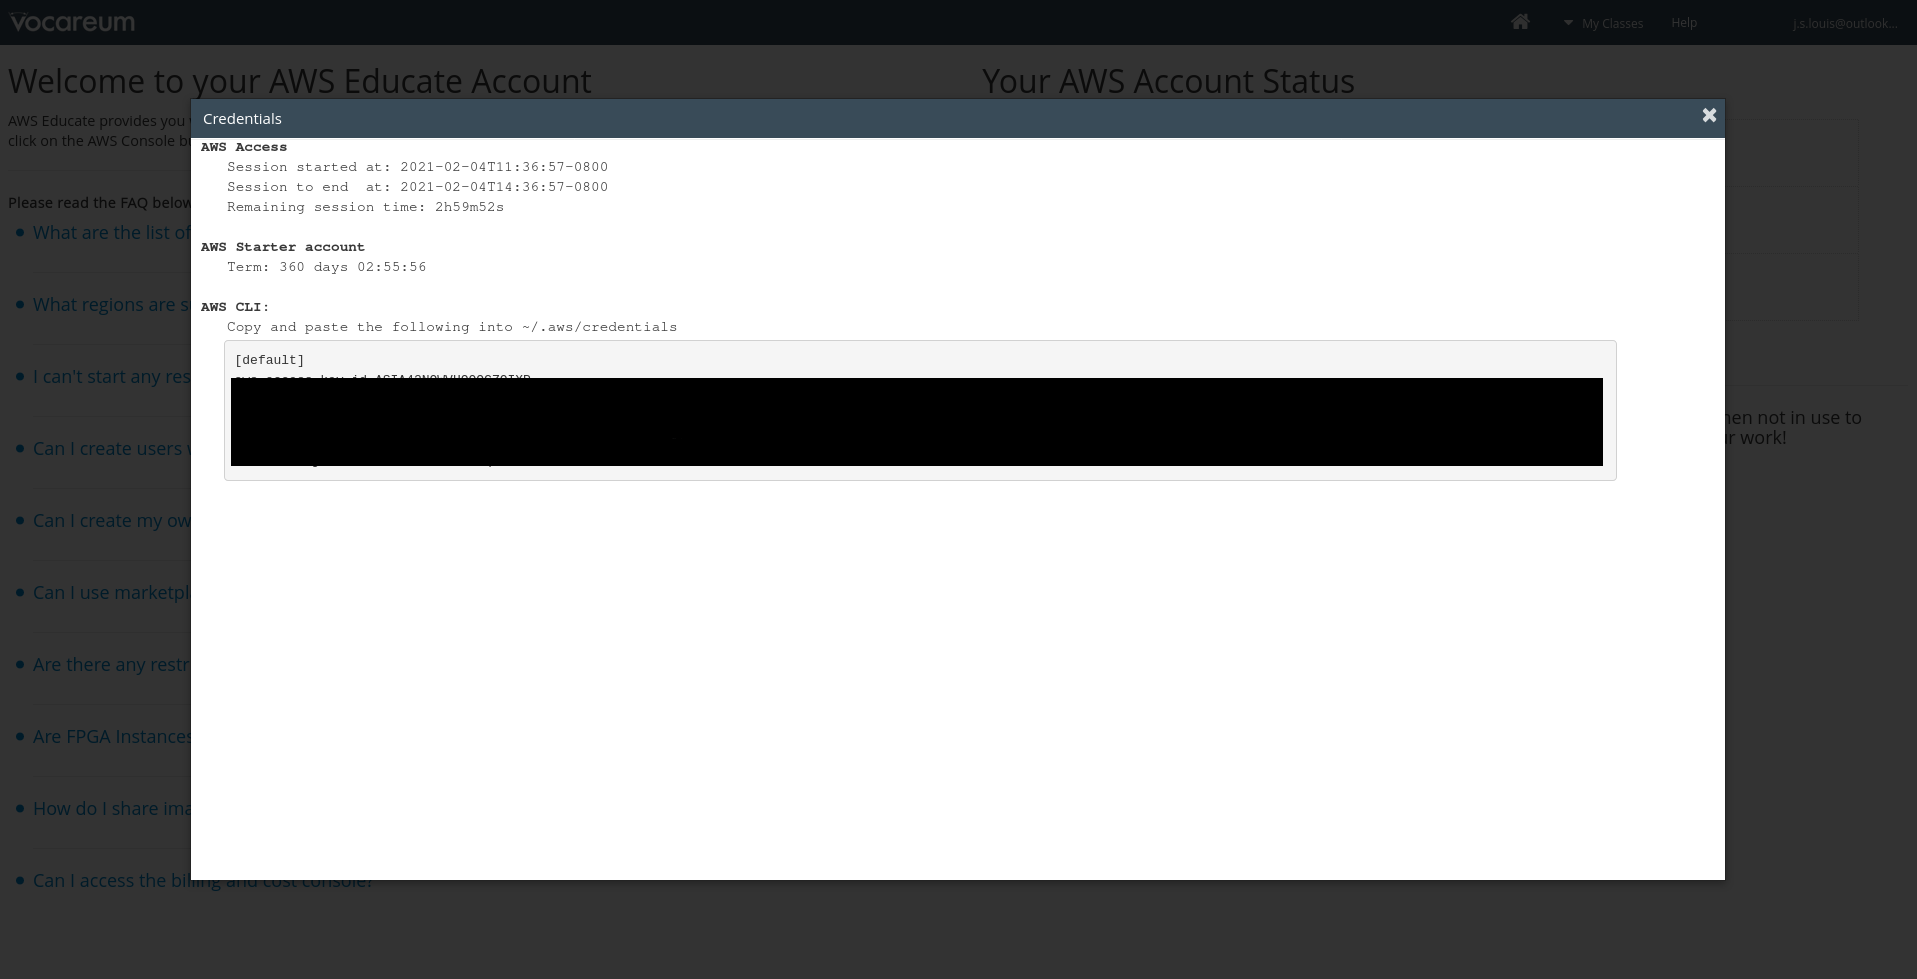 Vocareum
My Classes
Help
j.s.louis@outlook...
Welcome to your AWS Educate Account
Your AWS Account Status
AWS Educate provides you
click on the AWS Console
Please read the FAQ below
What are the list of
What regions are
I can't start any res
Can I create users
Can I create my ow
Can I use marketpl
Are there any restr
Are FPGA Instances
How do I share ima
Can I access the billing and cost console?
Credentials
AWS Access
Session started at: 2021-02-04T11:36:57-0800
Session to end at: 2021-02-04T14:36:57-0800
Remaining session time: 2h59m52s
AWS Starter account
Term: 360 days 02:55:56
AWS CLI:
Copy and paste the following into ~/.aws/credentials
[default]
not in use to
work!